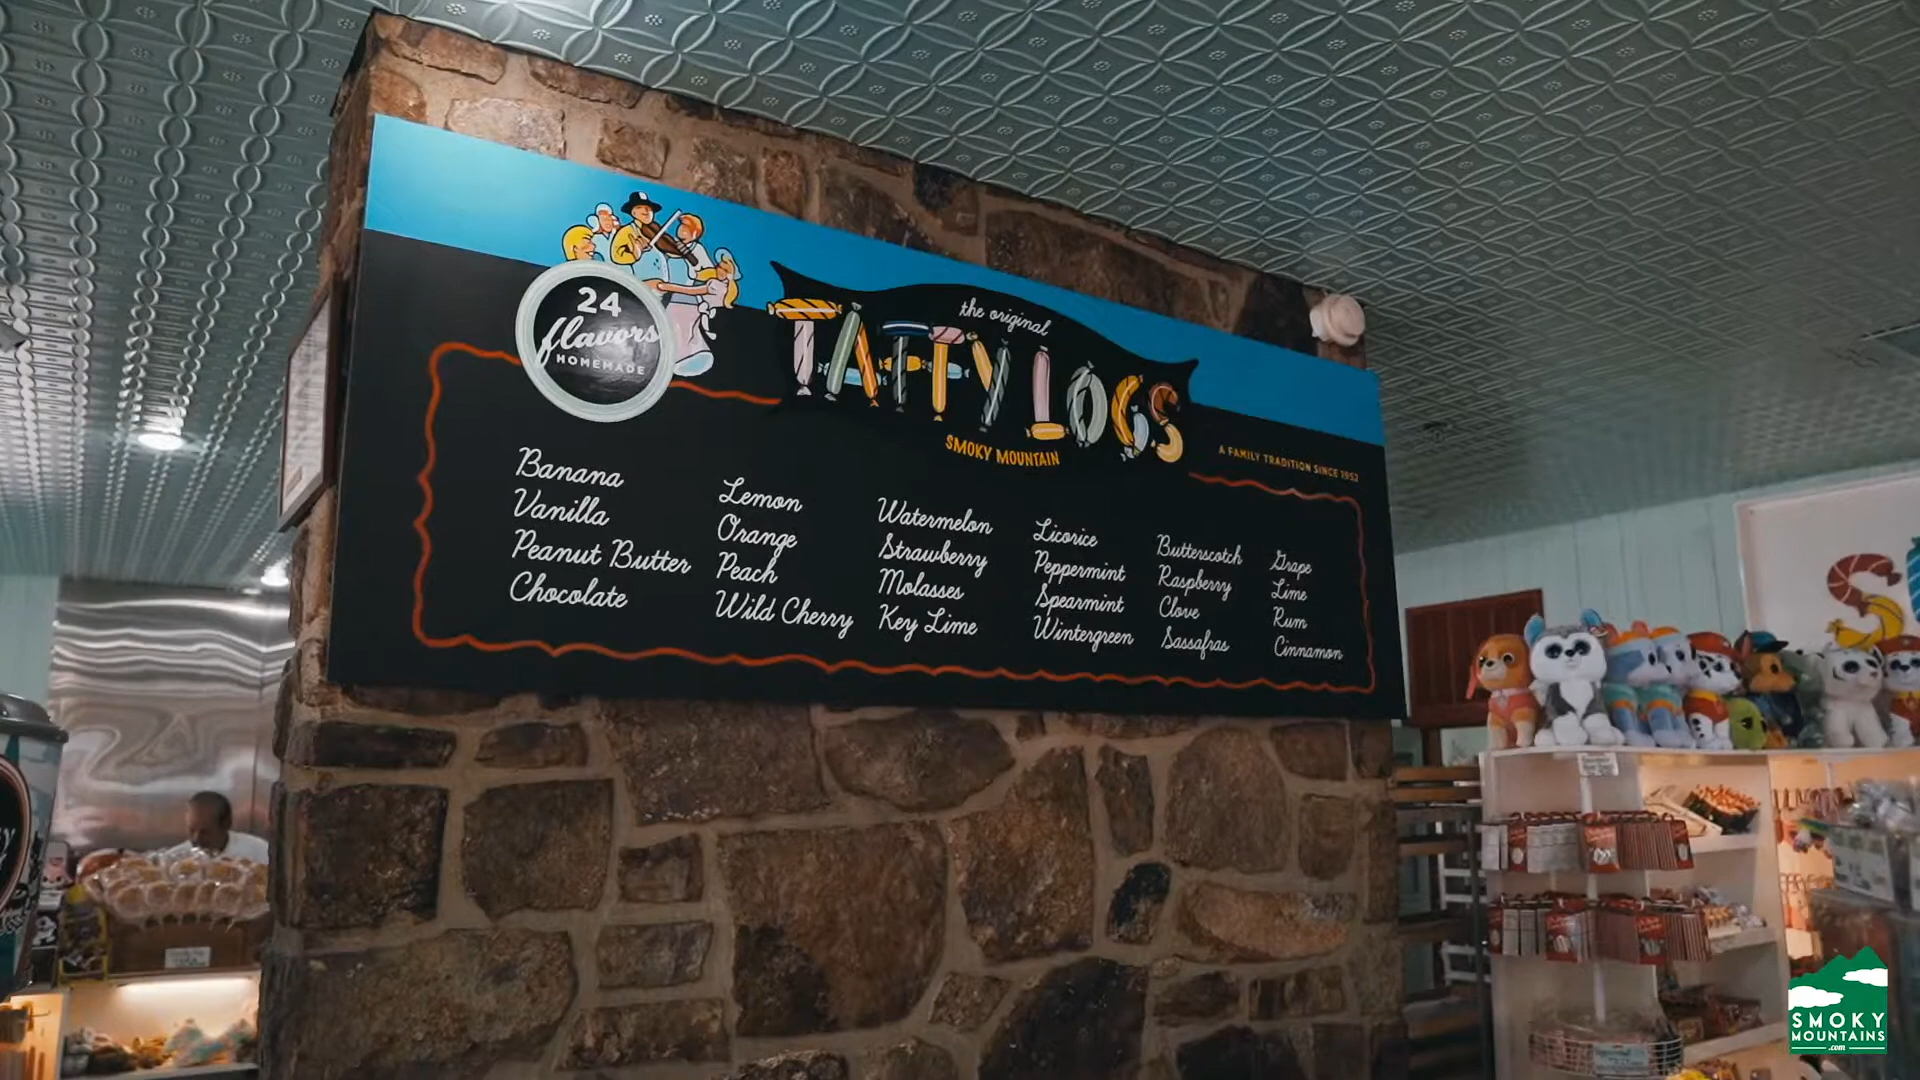 24
flavors
HOMEMADE
the original
TAFFY LOGS
SMOKY MOUNTAIN
A FAMILY TRADITION SINCE 1952
Banana
Vanilla
Peanut Butter
Chocolate
Lemon
Orange
Peach
Wild Cherry
Watermelon
Strawberry
Molasses
Key Lime
Licorice
Peppermint
Spearmint
Wintergreen
Butterscotch
Raspberry
Clove
Sassafras
Grape
Lime
Rum
Cinnamon
SMOKY
MOUNTAINS
.com